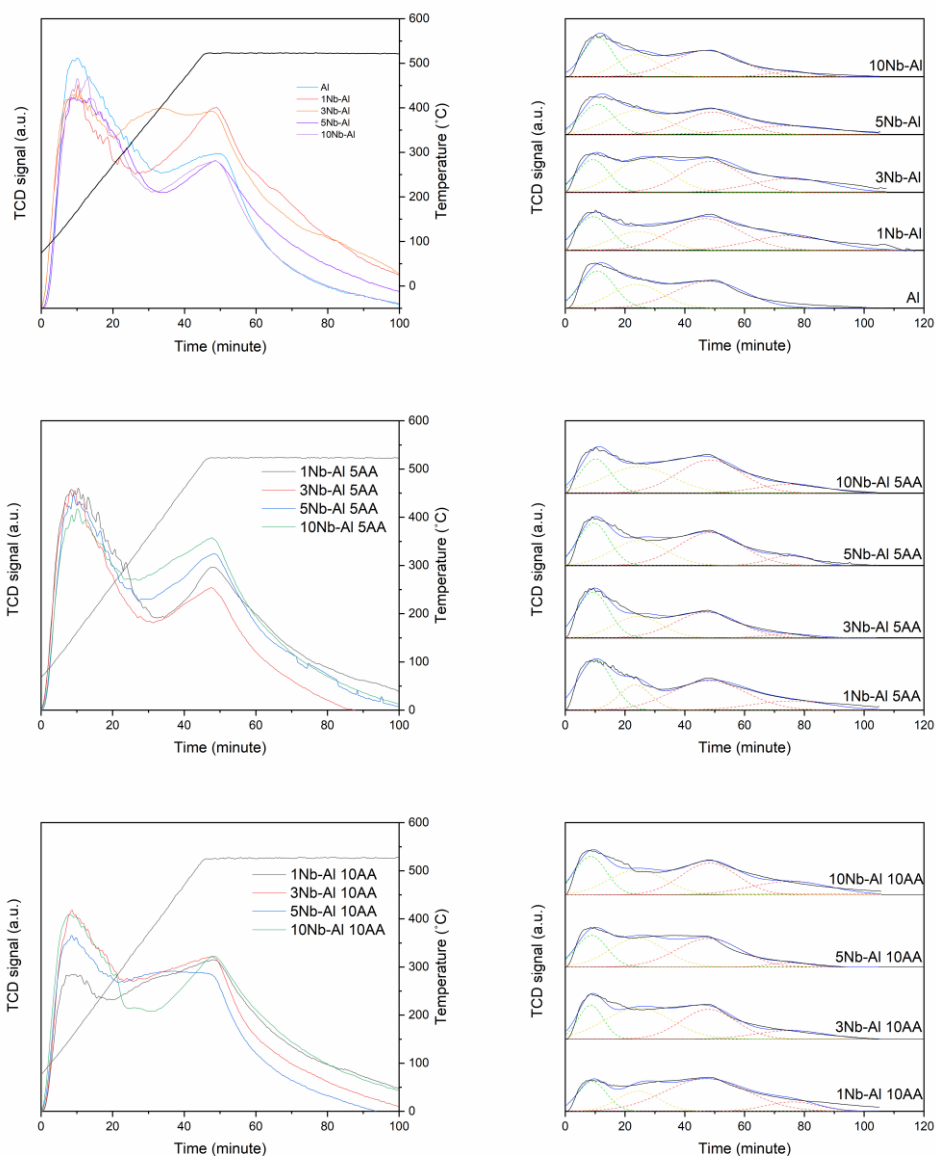 TCD signal (a.u.)
600
500
400
300
200
100
0
Temperature (˚C)
Al
1Nb-Al
3Nb-Al
5Nb-Al
10Nb-Al
0 20 40 60 80 100
Time (minute)
TCD signal (a.u.)
10Nb-Al
5Nb-Al
3Nb-Al
1Nb-Al
Al
0 20 40 60 80 100 120
Time (minute)
TCD signal (a.u.)
600
500
400
300
200
100
0
Temperature (˚C)
1Nb-Al 5AA
3Nb-Al 5AA
5Nb-Al 5AA
10Nb-Al 5AA
0 20 40 60 80 100
Time (minute)
TCD signal (a.u.)
10Nb-Al 5AA
5Nb-Al 5AA
3Nb-Al 5AA
1Nb-Al 5AA
0 20 40 60 80 100 120
Time (minute)
TCD signal (a.u.)
600
500
400
300
200
100
0
Temperature (˚C)
1Nb-Al 10AA
3Nb-Al 10AA
5Nb-Al 10AA
10Nb-Al 10AA
0 20 40 60 80 100
Time (minute)
TCD signal (a.u.)
10Nb-Al 10AA
5Nb-Al 10AA
3Nb-Al 10AA
1Nb-Al 10AA
0 20 40 60 80 100 120
Time (minute)